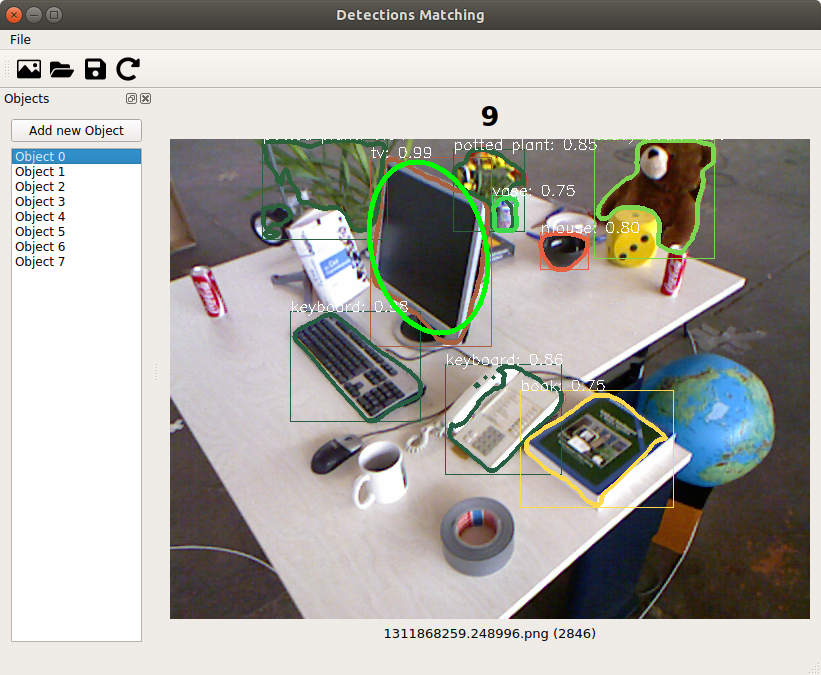 Detections Matching
File
Objects
Add new Object
Object 0
Object 1
Object 2
Object 3
Object 4
Object 5
Object 6
Object 7
9
tv: 0.99
potted plant: 0.85
vase: 0.75
mouse: 0.80
keyboard: 0.98
keyboard: 0.86
book: 0.75
1311868259.248996.png (2846)